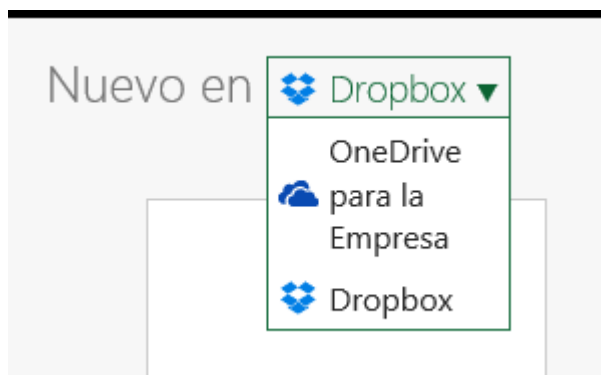 Nuevo en Dropbox
OneDrive
para la
Empresa
Dropbox